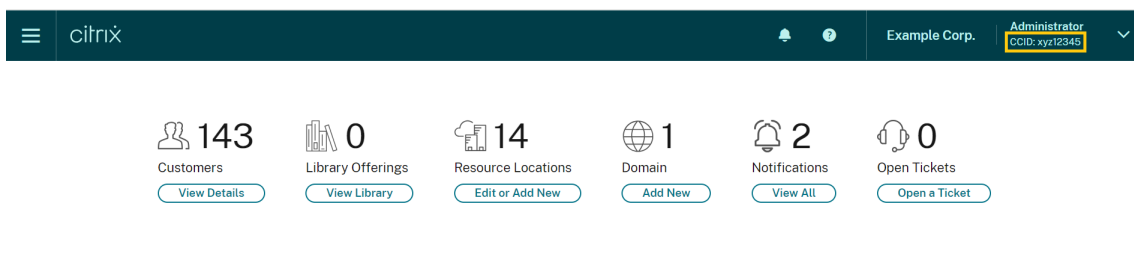 citrix
Example Corp.
Administrator
CCID: xyz12345
143
Customers
View Details
0
Library Offerings
View Library
14
Resource Locations
Edit or Add New
1
Domain
Add New
2
Notifications
View All
0
Open Tickets
Open a Ticket